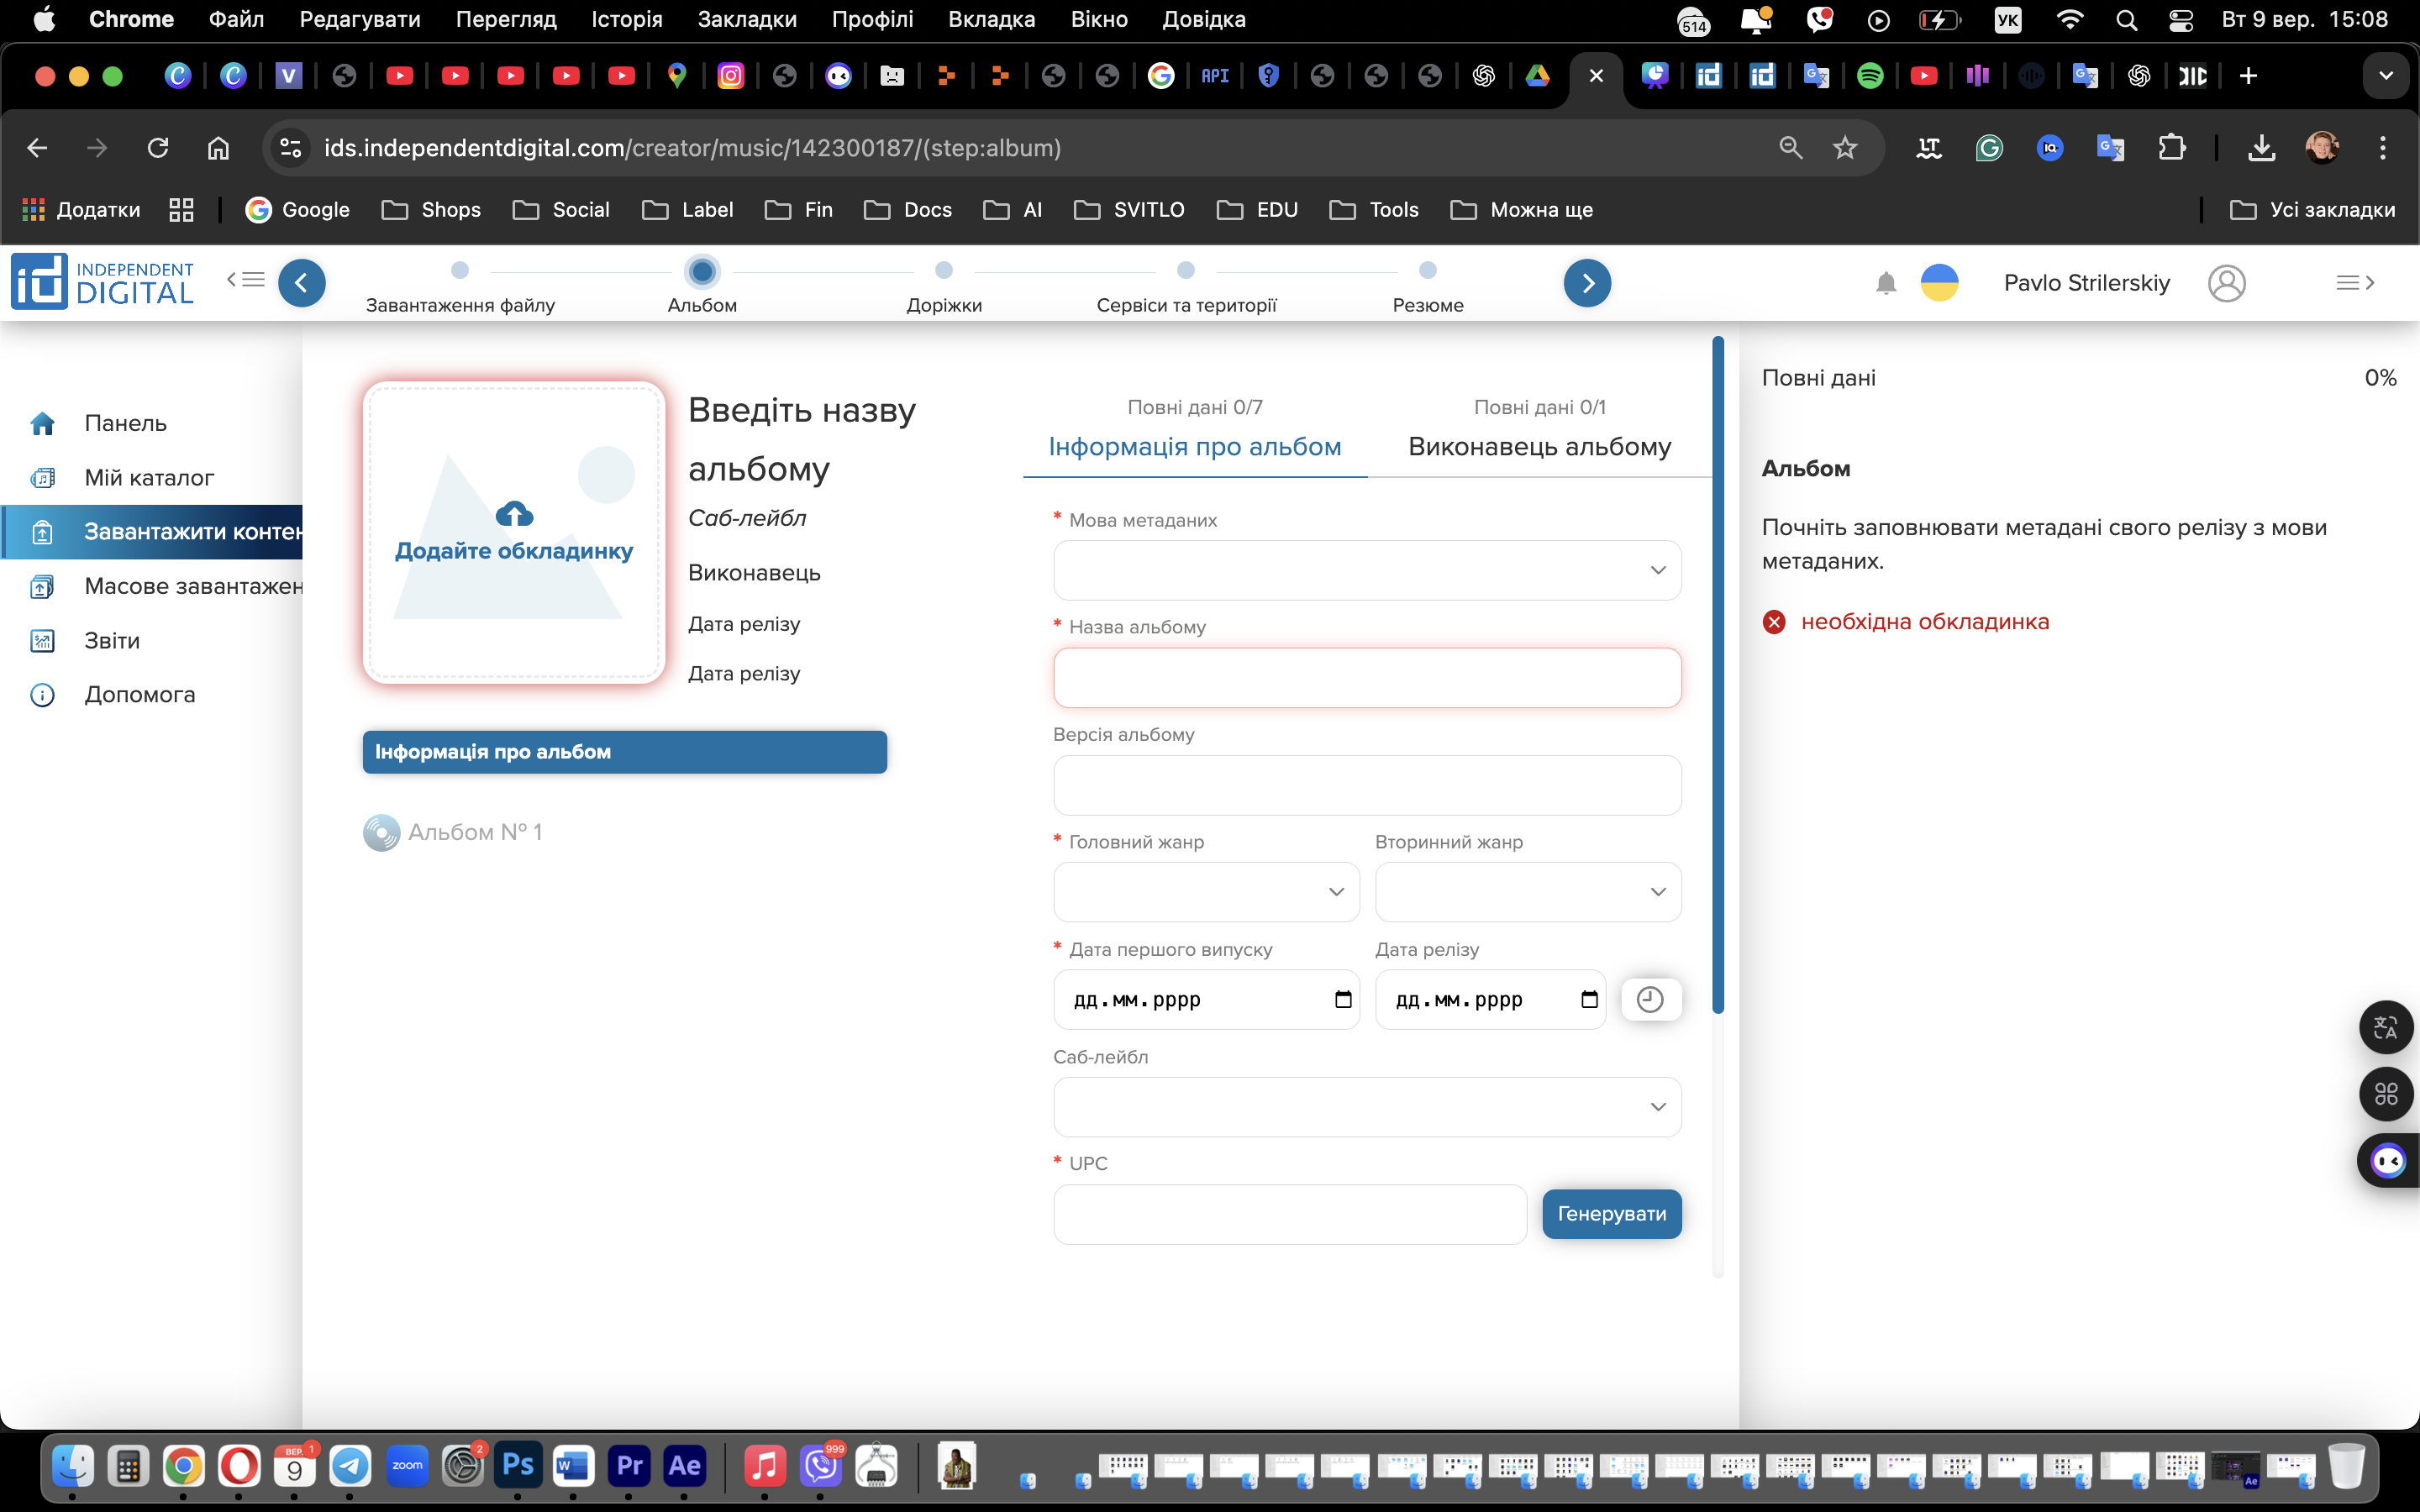 Chrome Файл Редагувати Перегляд Історія Закладки Профілі Вкладка Вікно Довідка 514 УК Вт 9 вер. 15:08
API
ids.independentdigital.com/creator/music/142300187/(step:album)
Додатки Google Shops Social Label Fin Docs AI SVITLO EDU Tools Можна ще Усі закладки
id INDEPENDENT DIGITAL
Завантаження файлу Альбом Доріжки Сервіси та території Резюме
Pavlo Strilerskiy
Панель
Мій каталог
Завантажити контен
Масове завантажен
Звіти
Допомога
Додайте обкладинку
Введіть назву
альбому
Саб-лейбл
Виконавець
Дата релізу
Дата релізу
Інформація про альбом
Альбом № 1
Повні дані 0/7 Повні дані 0/1
Інформація про альбом Виконавець альбому
* Мова метаданих
* Назва альбому
Версія альбому
* Головний жанр Вторинний жанр
* Дата першого випуску Дата релізу
дд.мм.рррр дд.мм.рррр
Саб-лейбл
* UPC
Генерувати
Повні дані 0%
Альбом
Почніть заповнювати метадані свого релізу з мови
метаданих.
необхідна обкладинка
ВЕР. 1 9 zoom 2 Ps W Pr Ae 999 Ae